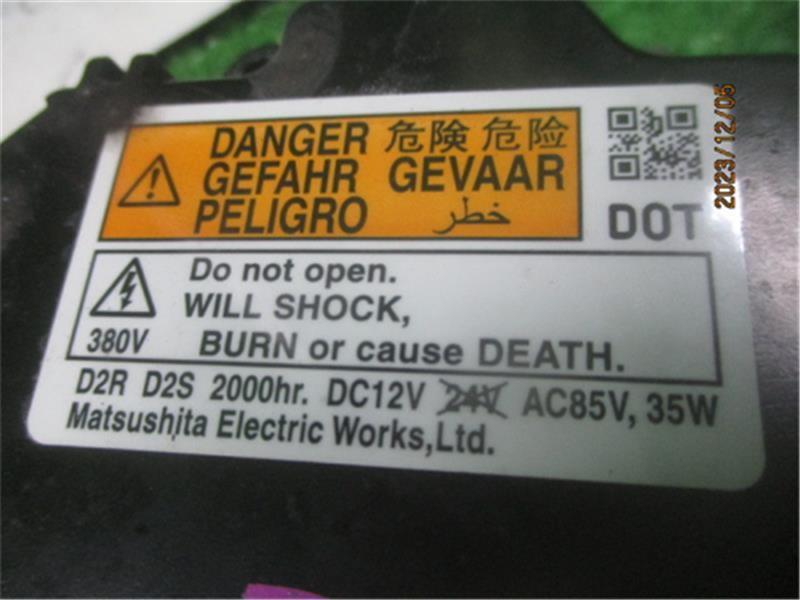 DANGER 危険 危险
GEFAHR GEVAAR
PELIGRO خطر
DOT
Do not open.
WILL SHOCK,
380V BURN or cause DEATH.
D2R D2S 2000hr. DC12V 24V AC85V, 35W
Matsushita Electric Works,Ltd.
2023/12/05